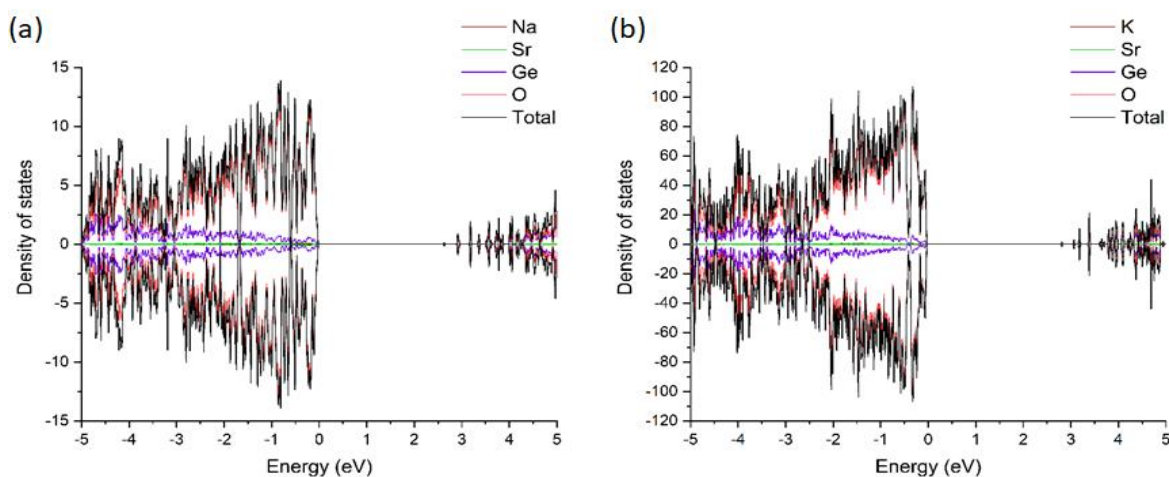 (a)
Na
Sr
Ge
O
Total
15
10
5
0
-5
-10
-15
Density of states
-5 -4 -3 -2 -1 0 1 2 3 4 5
Energy (eV)
(b)
K
Sr
Ge
O
Total
120
100
80
60
40
20
0
-20
-40
-60
-80
-100
-120
Density of states
-5 -4 -3 -2 -1 0 1 2 3 4 5
Energy (eV)